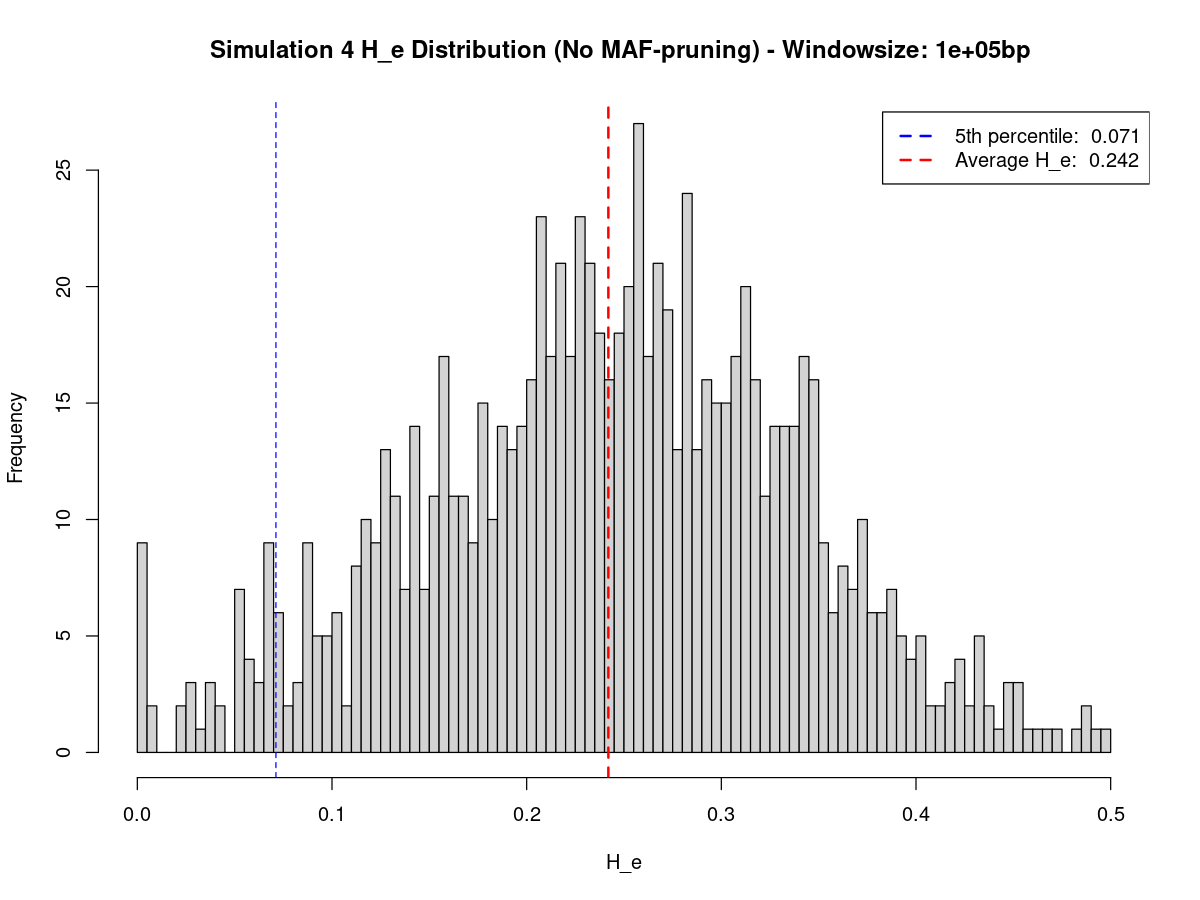 Simulation 4 H_e Distribution (No MAF-pruning) - Windowsize: 1e+05bp
5th percentile: 0.071
Average H_e: 0.242
Frequency
25
20
15
10
5
0
0.0 0.1 0.2 0.3 0.4 0.5
H_e